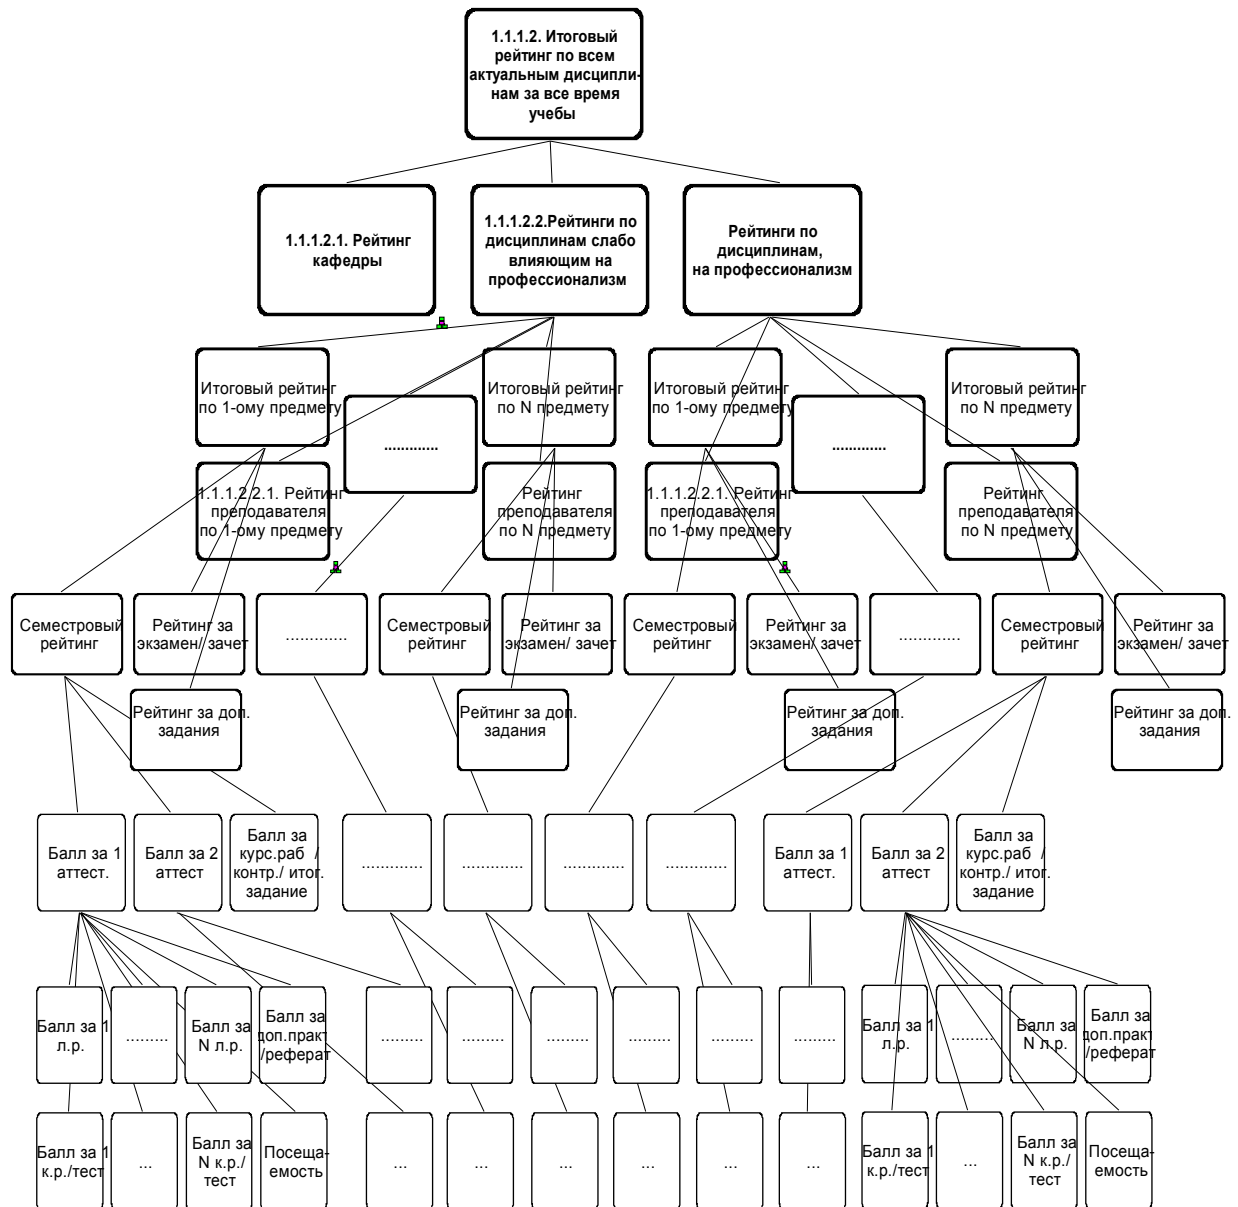 1.1.1.2. Итоговый
рейтинг по всем
актуальным дисципли-
нам за все время
учебы
1.1.1.2.1. Рейтинг
кафедры
1.1.1.2.2.Рейтинги по
дисциплинам слабо
влияющим на
профессионализм
Рейтинги по
дисциплинам,
на профессионализм
Итоговый рейтинг
по 1-ому предмету
.............
Итоговый рейтинг
по N предмету
Итоговый рейтинг
по 1-ому предмету
.............
Итоговый рейтинг
по N предмету
1.1.1.2.2.1. Рейтинг
преподавателя
по 1-ому предмету
Рейтинг
преподавателя
по N предмету
1.1.1.2.2.1. Рейтинг
преподавателя
по 1-ому предмету
Рейтинг
преподавателя
по N предмету
Семестровый
рейтинг
Рейтинг за
экзамен/ зачет
.............
Семестровый
рейтинг
Рейтинг за
экзамен/ зачет
Семестровый
рейтинг
Рейтинг за
экзамен/ зачет
.............
Семестровый
рейтинг
Рейтинг за
экзамен/ зачет
Рейтинг за доп.
задания
Рейтинг за доп.
задания
Рейтинг за доп.
задания
Рейтинг за доп.
задания
Балл за 1
аттест.
Балл за 2
аттест
Балл за
курс.раб /
контр./ итог.
задание
.............
.............
.............
.............
Балл за 1
аттест.
Балл за 2
аттест
Балл за
курс.раб /
контр./ итог.
задание
Балл за 1
л.р.
.........
Балл за
N л.р.
Балл за
доп.практ
/реферат
.........
.........
.........
.........
.........
.........
Балл за 1
л.р.
.........
Балл за
N л.р.
Балл за
доп.практ
/реферат
Балл за 1
к.р./тест
...
Балл за
N к.р./
тест
Посеща-
емость
...
...
...
...
...
...
Балл за 1
к.р./тест
...
Балл за
N к.р./
тест
Посеща-
емость